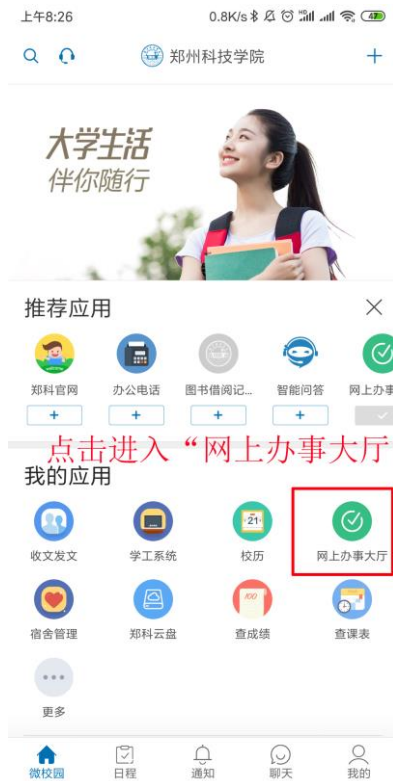 上午8:26
0.8K/s
HD
47
郑州科技学院
大学生活
伴你随行
推荐应用
郑科官网
办公电话
图书借阅记...
智能问答
网上办事
点击进入“网上办事大厅
我的应用
21
收文发文
学工系统
校历
网上办事大厅
100
宿舍管理
郑科云盘
查成绩
查课表
更多
微校园
日程
通知
聊天
我的